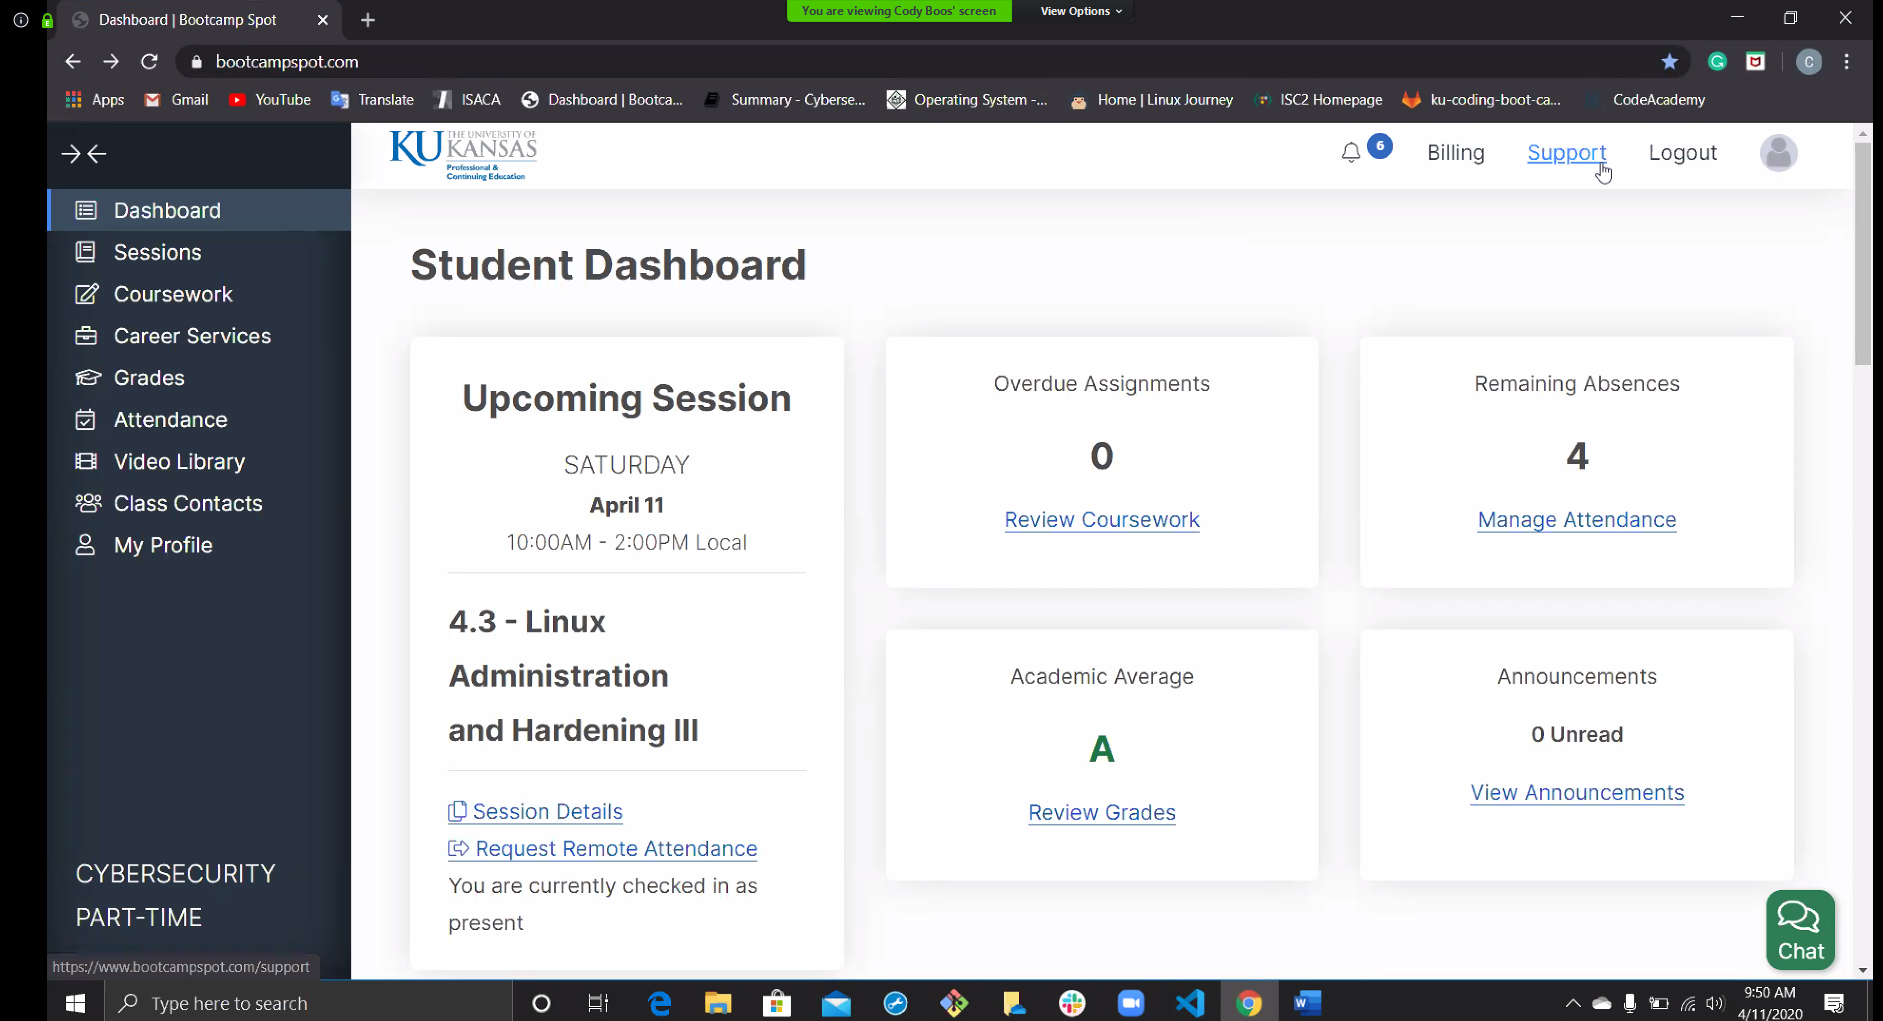 Dashboard | Bootcamp Spot
You are viewing Cody Boos' screen
View Options
bootcampspot.com
C
Apps
Gmail
YouTube
Translate
ISACA
Dashboard | Bootca...
Summary - Cyberse...
Operating System -...
Home | Linux Journey
ISC2 Homepage
ku-coding-boot-ca...
CodeAcademy
KU THE UNIVERSITY OF
KANSAS
Professional &
Continuing Education
6
Billing
Support
Logout
Dashboard
Sessions
Coursework
Career Services
Grades
Attendance
Video Library
Class Contacts
My Profile
CYBERSECURITY
PART-TIME
Student Dashboard
Upcoming Session
SATURDAY
April 11
10:00AM - 2:00PM Local
4.3 - Linux
Administration
and Hardening III
Session Details
Request Remote Attendance
You are currently checked in as
present
Overdue Assignments
0
Review Coursework
Remaining Absences
4
Manage Attendance
Academic Average
A
Review Grades
Announcements
0 Unread
View Announcements
Chat
https://www.bootcampspot.com/support
Type here to search
9:50 AM
4/11/2020